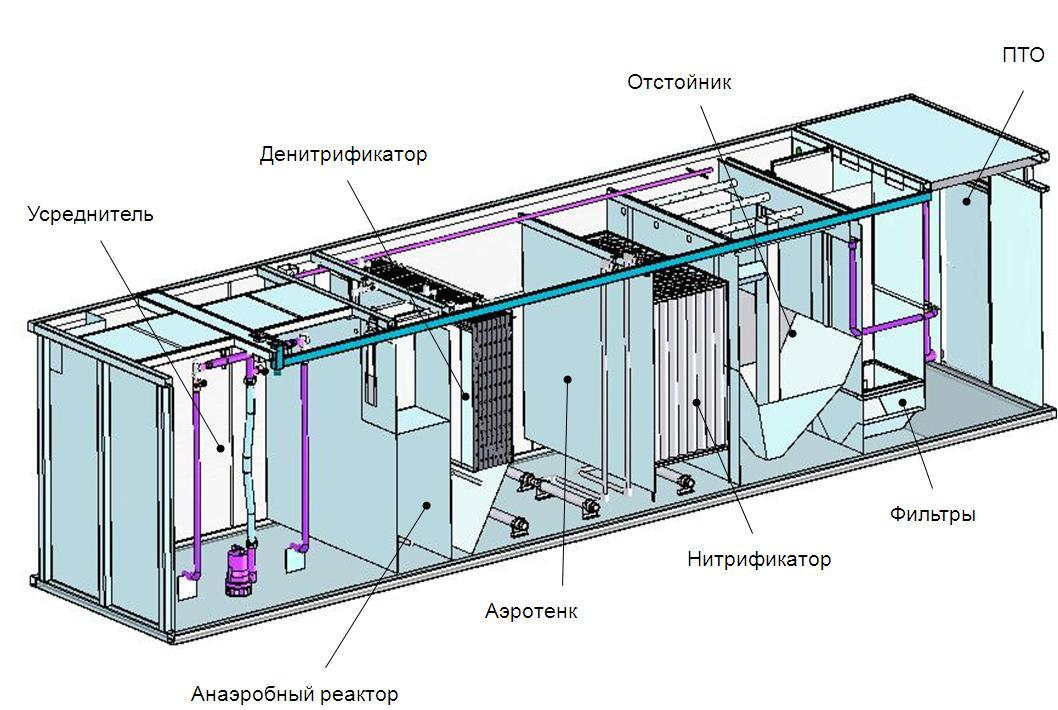 ПТО
Отстойник
Денитрификатор
Усреднитель
Фильтры
Нитрификатор
Аэротенк
Анаэробный реактор